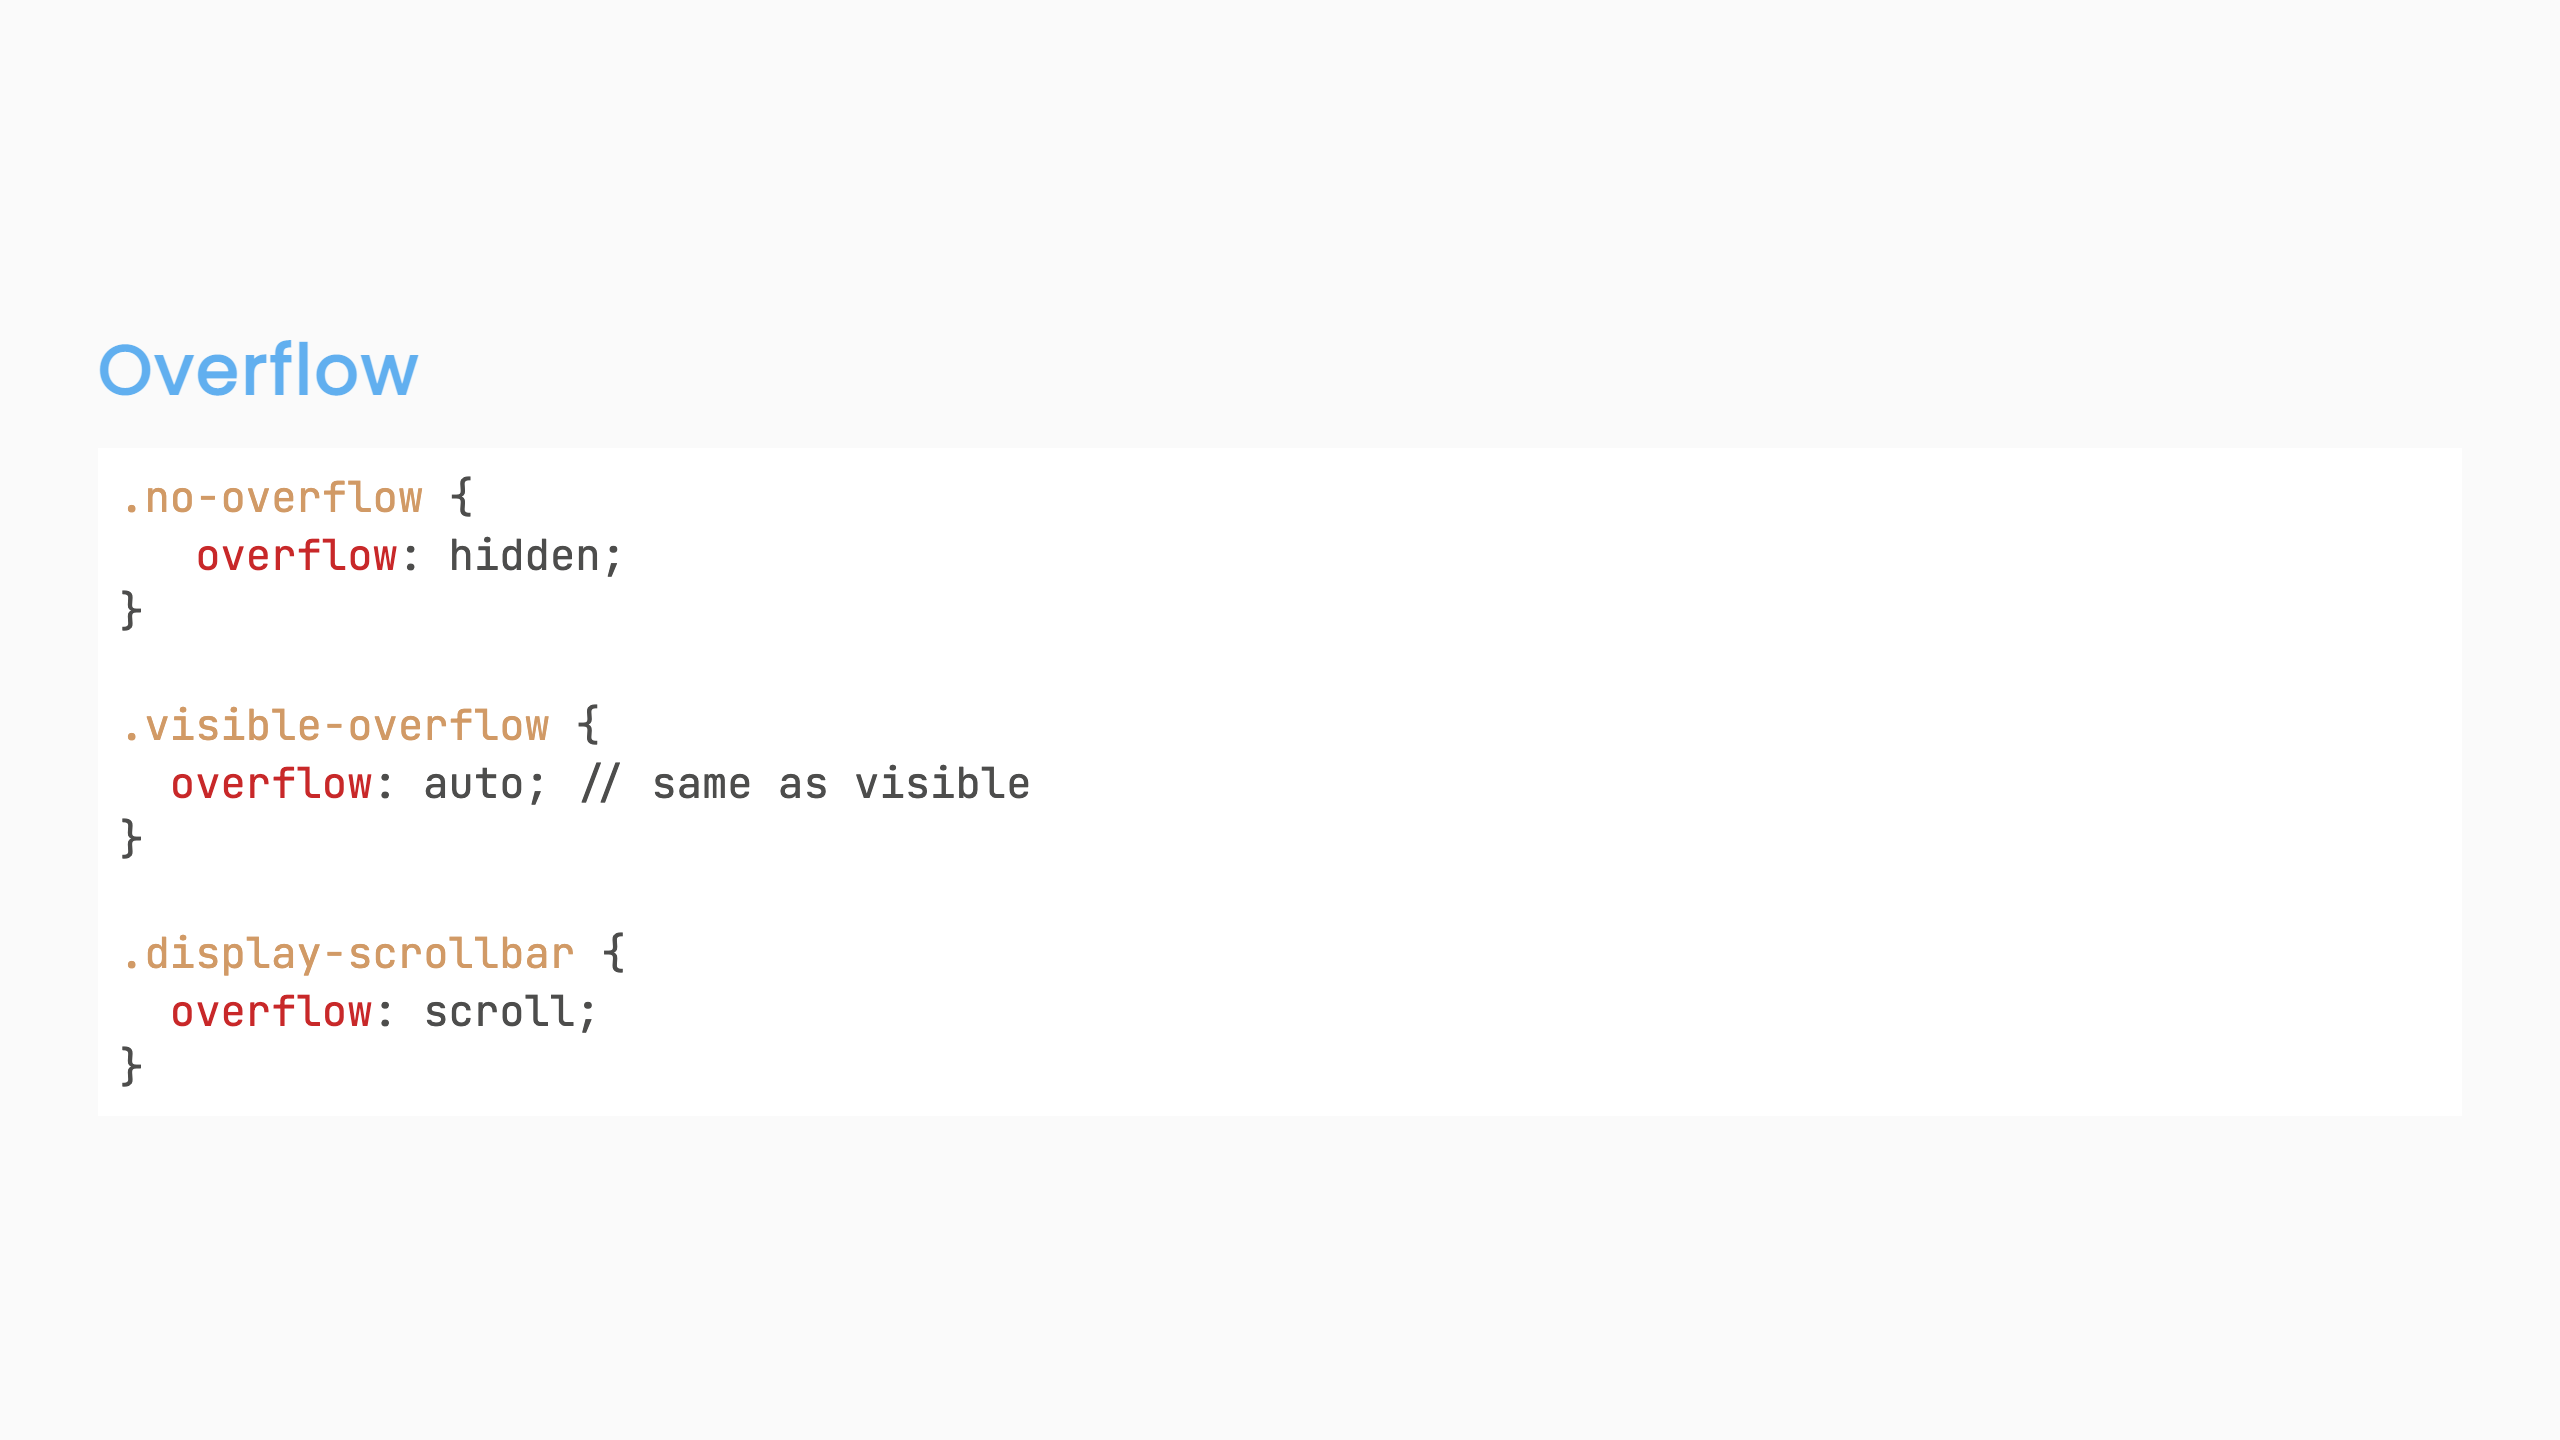 Overflow
.no-overflow {
   overflow: hidden;
}
.visible-overflow {
  overflow: auto; // same as visible
}
.display-scrollbar {
  overflow: scroll;
}